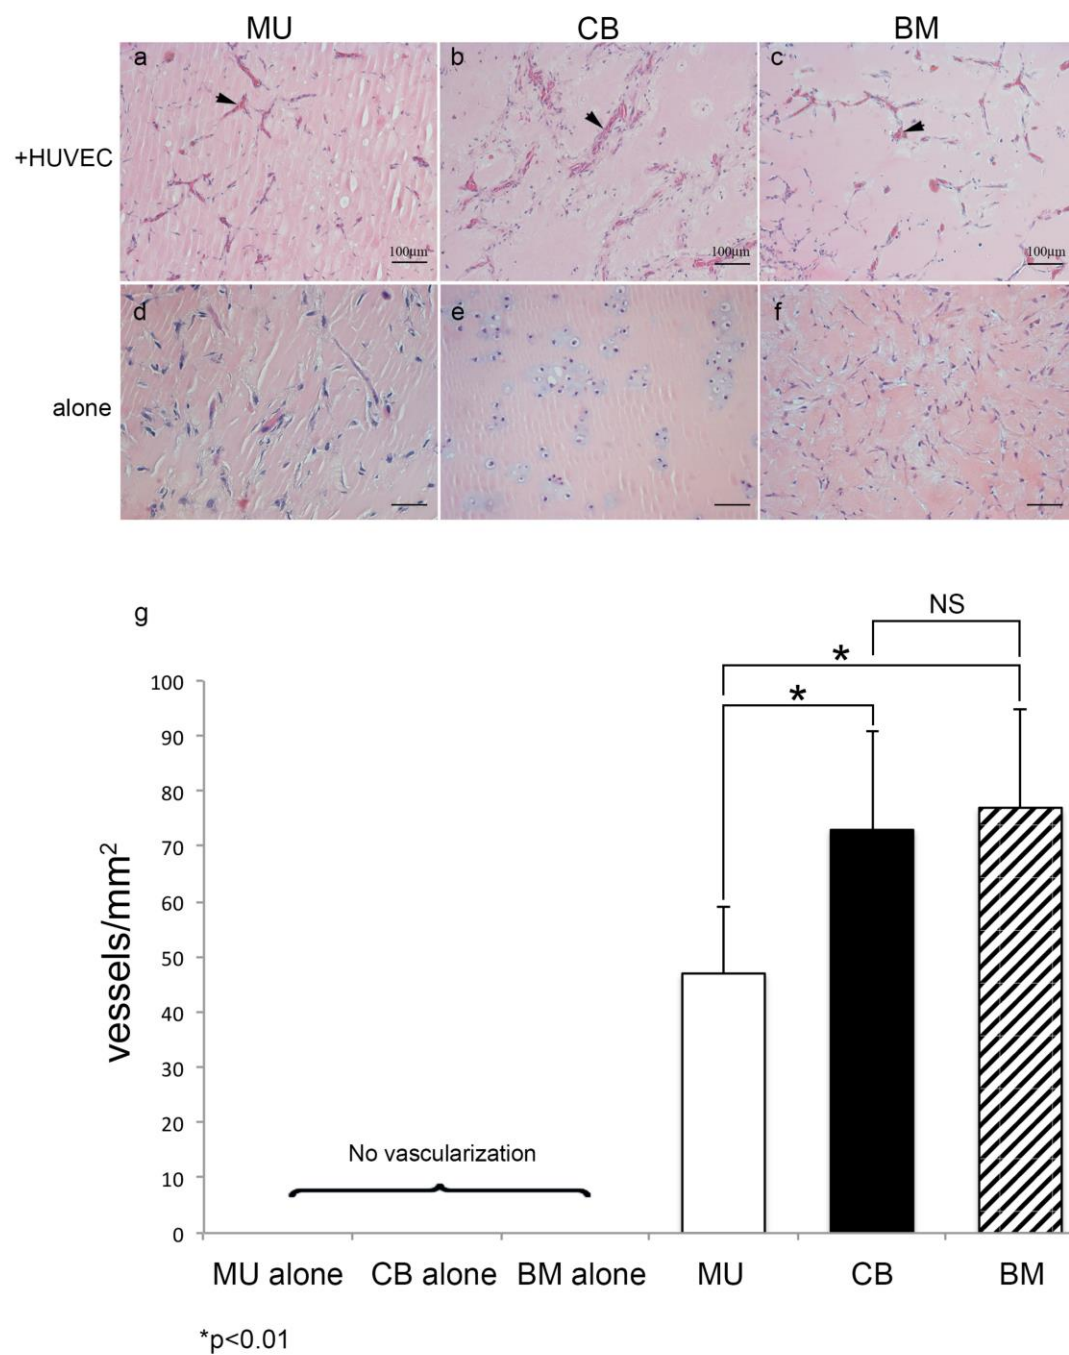 MU CB BM
a b c
+HUVEC
100µm 100µm 100µm
d e f
alone
g
NS
*
*
100
90
80
70
60
50
40
30
20
10
0
vessels/mm²
No vascularization
MU alone CB alone BM alone MU CB BM
*p<0.01